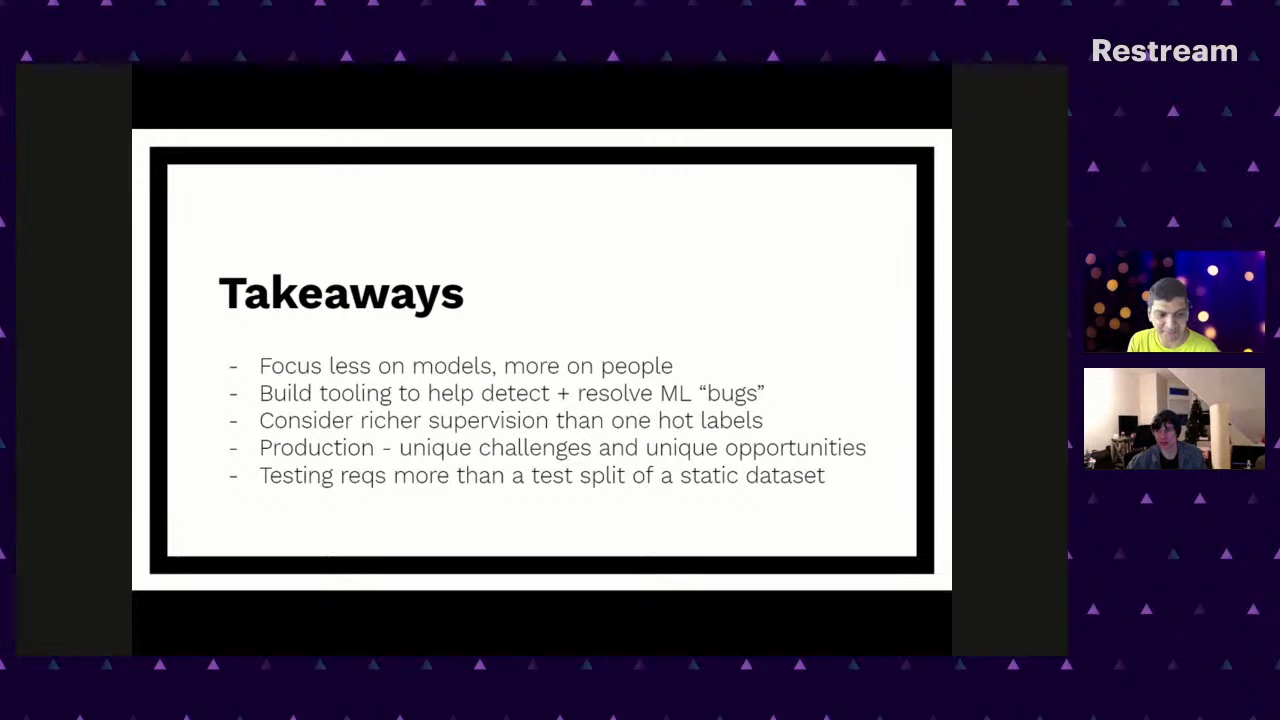 Restream
Takeaways
- Focus less on models, more on people
- Build tooling to help detect + resolve ML “bugs”
- Consider richer supervision than one hot labels
- Production - unique challenges and unique opportunities
- Testing reqs more than a test split of a static dataset